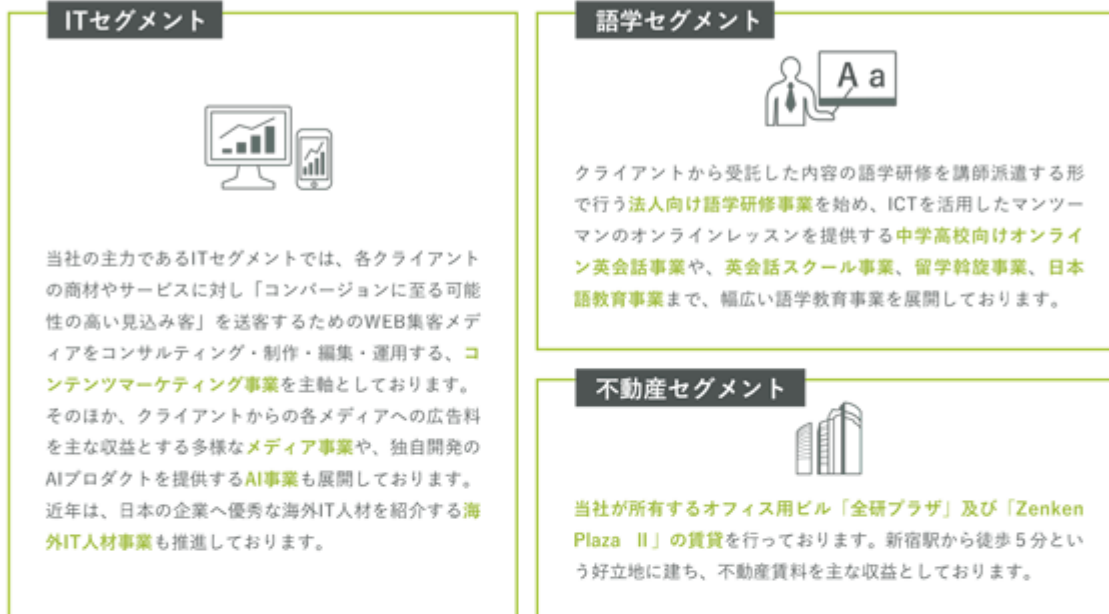 ITセグメント
当社の主力であるITセグメントでは、各クライアント
の商材やサービスに対し「コンバージョンに至る可能
性の高い見込み客」を送客するためのWEB集客メデ
ィアをコンサルティング・制作・編集・運用する、コ
ンテンツマーケティング事業を主軸としております。
そのほか、クライアントからの各メディアへの広告料
を主な収益とする多様なメディア事業や、独自開発の
AIプロダクトを提供するAI事業も展開しております。
近年は、日本の企業へ優秀な海外IT人材を紹介する海
外IT人材事業も推進しております。
語学セグメント
A a
クライアントから受託した内容の語学研修を講師派遣する形
で行う法人向け語学研修事業を始め、ICTを活用したマンツー
マンのオンラインレッスンを提供する中学高校向けオンライ
ン英会話事業や、英会話スクール事業、留学斡旋事業、日本
語教育事業まで、幅広い語学教育事業を展開しております。
不動産セグメント
当社が所有するオフィス用ビル「全研プラザ」及び「Zenken
Plaza Ⅱ」の賃貸を行っております。新宿駅から徒歩５分とい
う好立地に建ち、不動産賃料を主な収益としております。